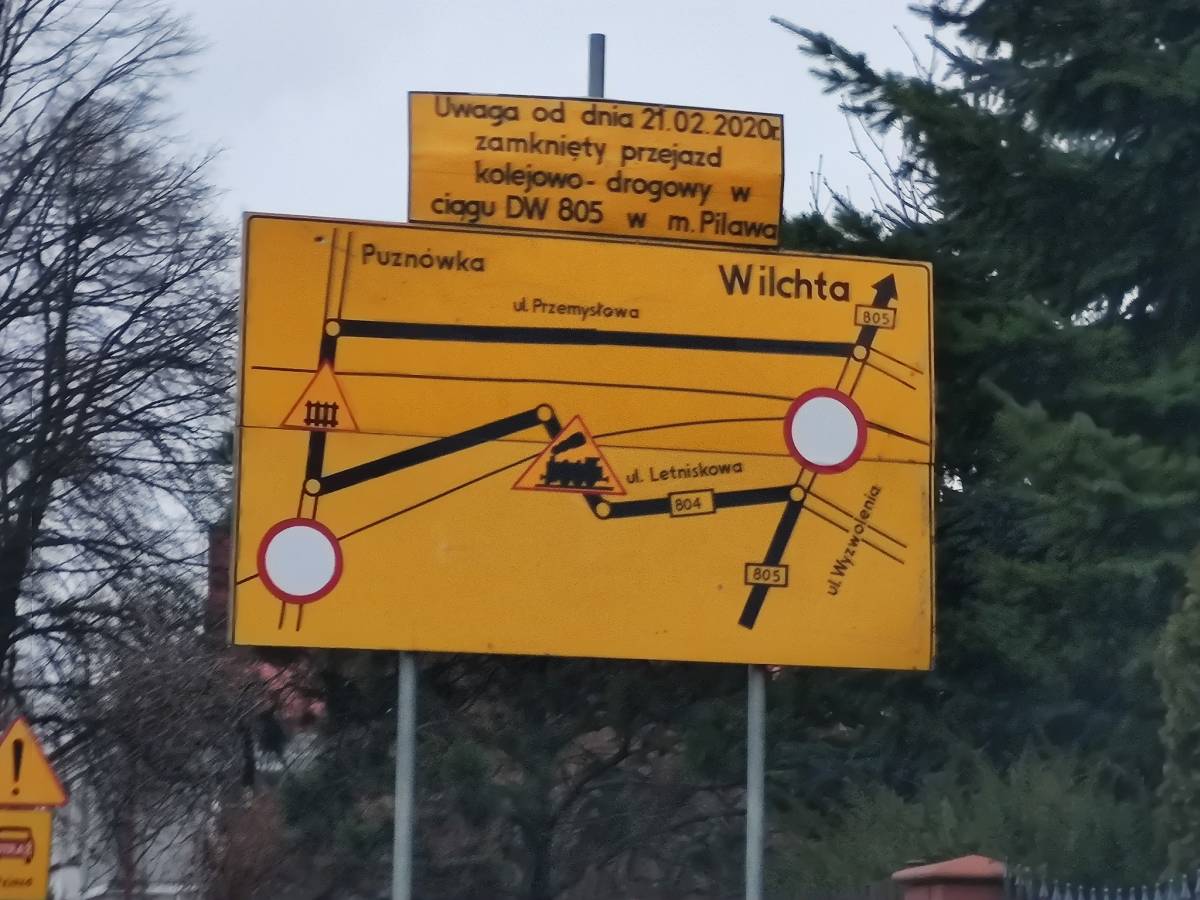 Uwaga od dnia 21.02.2020r.
zamknięty przejazd
kolejowo- drogowy w
ciągu DW 805 w m. Pilawa
Puznówka
Wilchta
ul. Przemysłowa
805
ul. Letniskowa
804
ul. Wyzwolenia
805